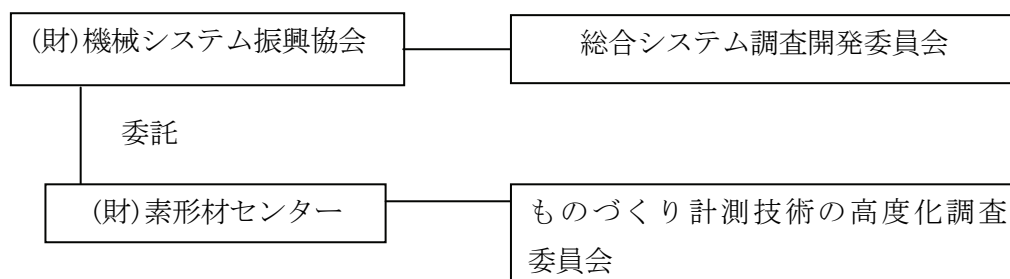 (財)機械システム振興協会
総合システム調査開発委員会
委託
(財)素形材センター
ものづくり計測技術の高度化調査
委員会